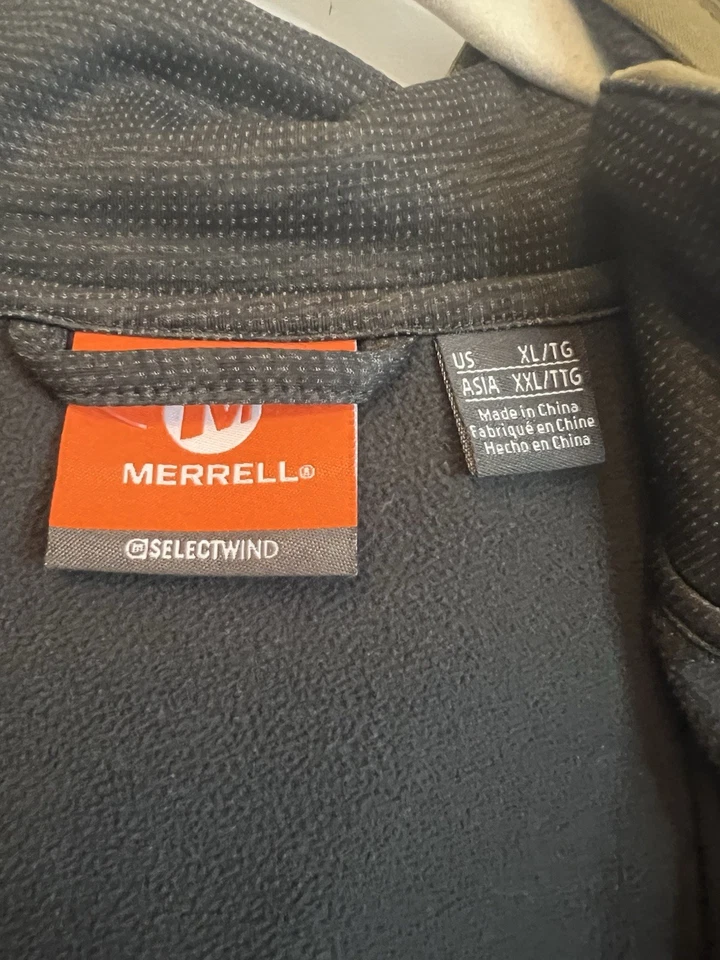 M
MERRELL®
m SELECTWIND
US XL/TG
ASIA XXL/TTG
Made in China
Fabriqué en Chine
Hecho en China